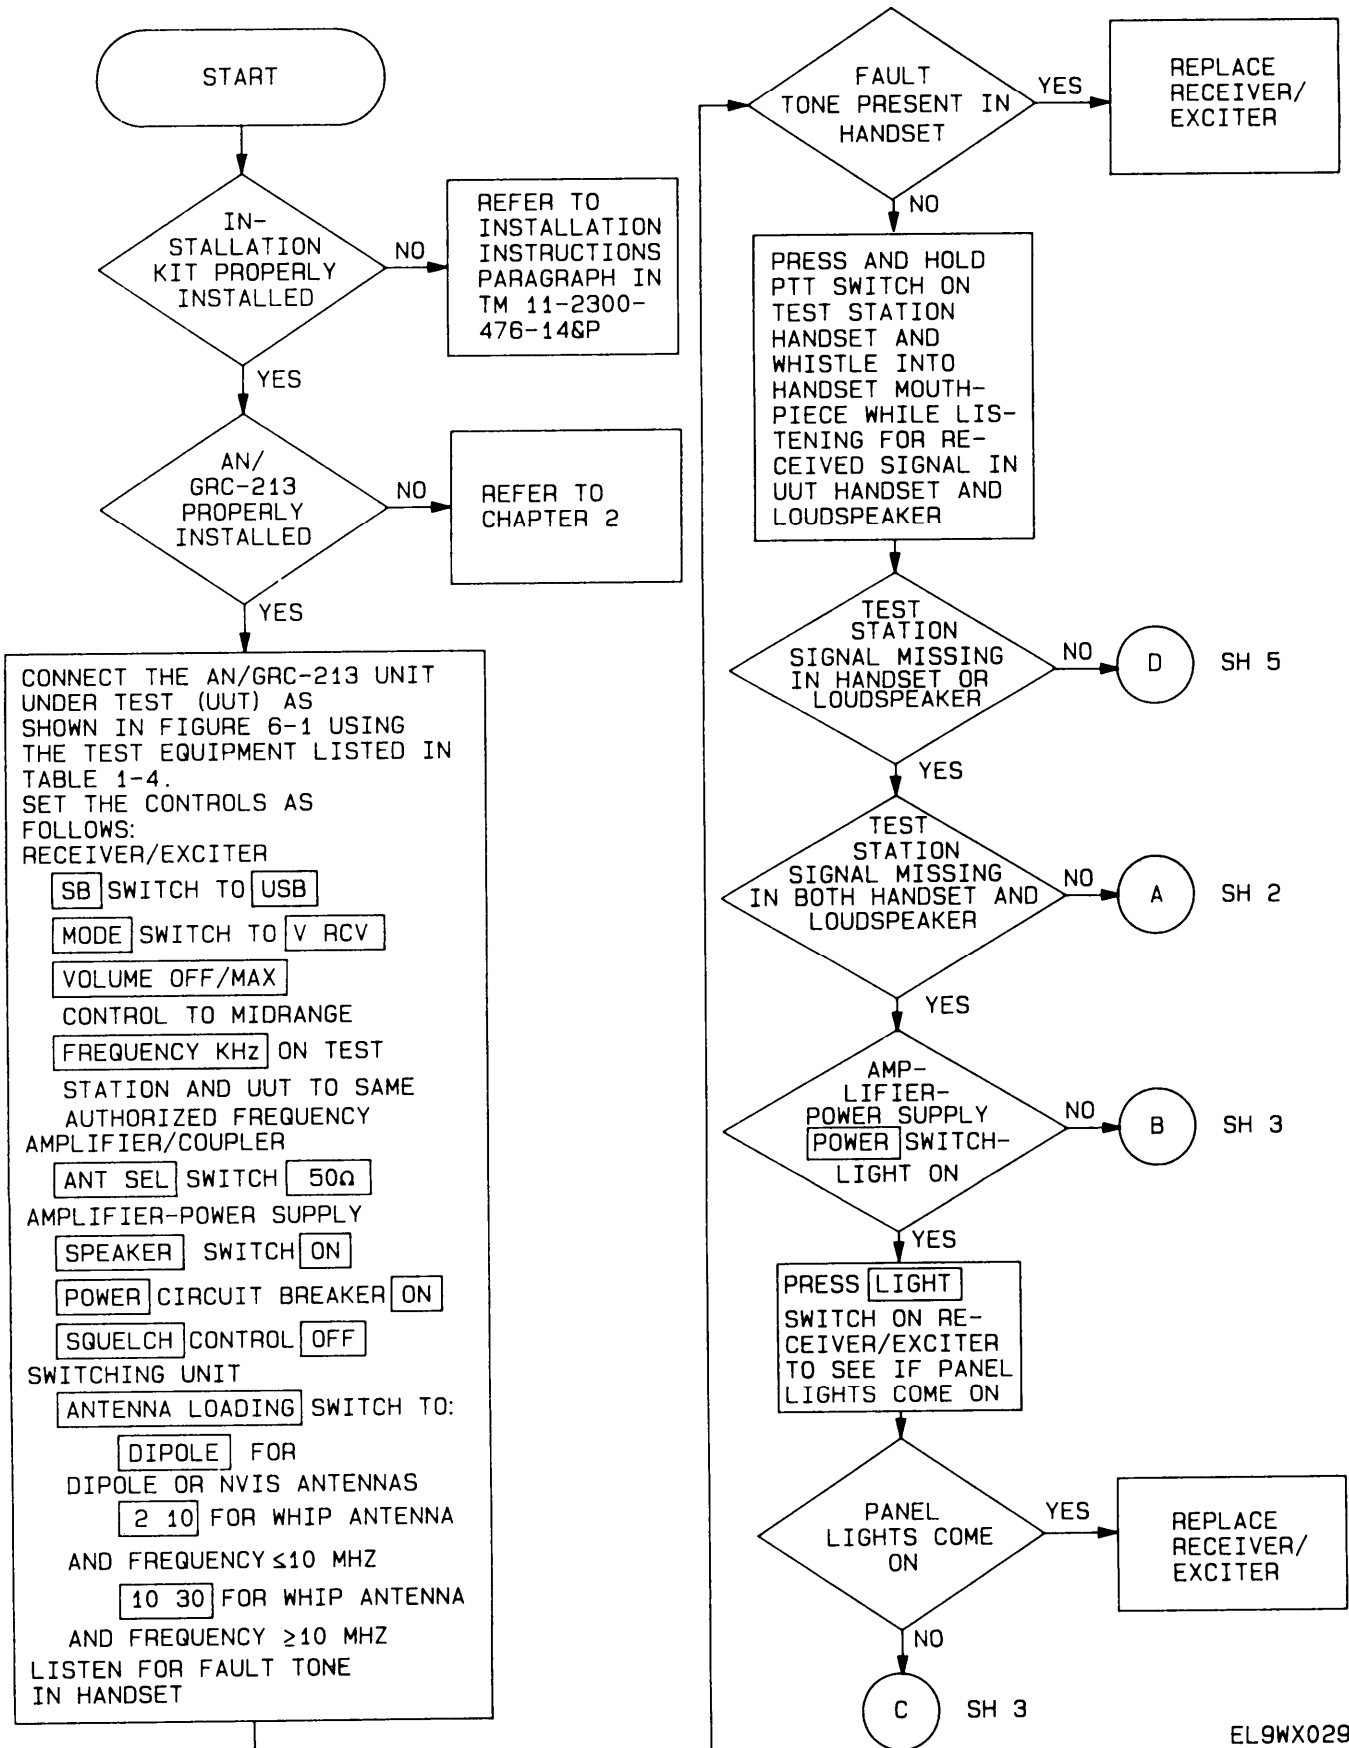 START
IN-
STALLATION
KIT PROPERLY
INSTALLED
NO
REFER TO
INSTALLATION
INSTRUCTIONS
PARAGRAPH IN
TM 11-2300-
476-14&P
YES
AN/
GRC-213
PROPERLY
INSTALLED
NO
REFER TO
CHAPTER 2
YES
CONNECT THE AN/GRC-213 UNIT
UNDER TEST (UUT) AS
SHOWN IN FIGURE 6-1 USING
THE TEST EQUIPMENT LISTED IN
TABLE 1-4.
SET THE CONTROLS AS
FOLLOWS:
RECEIVER/EXCITER
SB SWITCH TO USB
MODE SWITCH TO V RCV
VOLUME OFF/MAX
CONTROL TO MIDRANGE
FREQUENCY KHz ON TEST
STATION AND UUT TO SAME
AUTHORIZED FREQUENCY
AMPLIFIER/COUPLER
ANT SEL SWITCH 50Ω
AMPLIFIER-POWER SUPPLY
SPEAKER SWITCH ON
POWER CIRCUIT BREAKER ON
SQUELCH CONTROL OFF
SWITCHING UNIT
ANTENNA LOADING SWITCH TO:
DIPOLE FOR
DIPOLE OR NVIS ANTENNAS
2 10 FOR WHIP ANTENNA
AND FREQUENCY ≤10 MHZ
10 30 FOR WHIP ANTENNA
AND FREQUENCY ≥10 MHZ
LISTEN FOR FAULT TONE
IN HANDSET
FAULT
TONE PRESENT IN
HANDSET
YES
REPLACE
RECEIVER/
EXCITER
NO
PRESS AND HOLD
PTT SWITCH ON
TEST STATION
HANDSET AND
WHISTLE INTO
HANDSET MOUTH-
PIECE WHILE LIS-
TENING FOR RE-
CEIVED SIGNAL IN
UUT HANDSET AND
LOUDSPEAKER
TEST
STATION
SIGNAL MISSING
IN HANDSET OR
LOUDSPEAKER
NO
D
SH 5
YES
TEST
STATION
SIGNAL MISSING
IN BOTH HANDSET AND
LOUDSPEAKER
NO
A
SH 2
YES
AMP-
LIFIER-
POWER SUPPLY
POWER SWITCH-
LIGHT ON
NO
B
SH 3
YES
PRESS LIGHT
SWITCH ON RE-
CEIVER/EXCITER
TO SEE IF PANEL
LIGHTS COME ON
PANEL
LIGHTS COME
ON
YES
REPLACE
RECEIVER/
EXCITER
NO
C
SH 3
EL9WX029